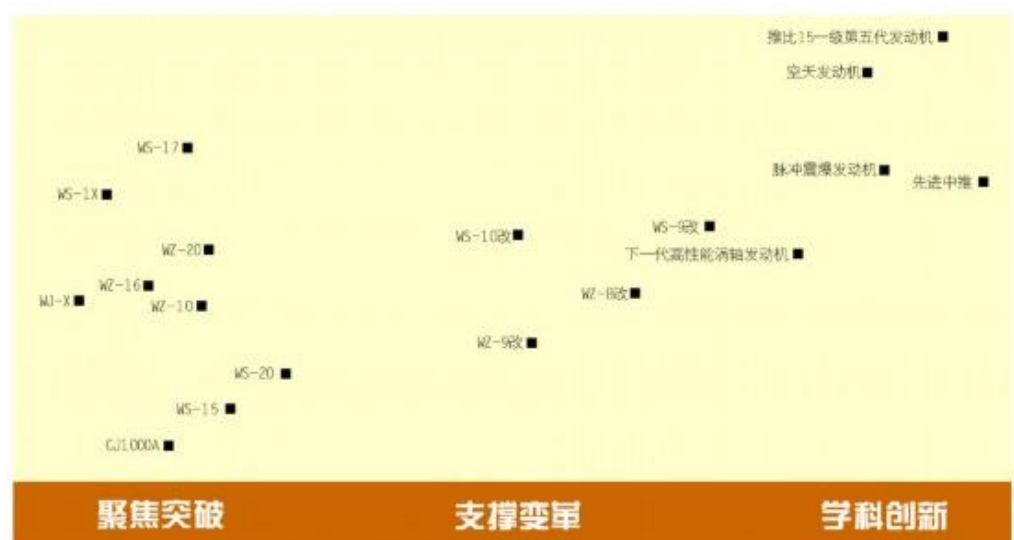 推比15一级第五代发动机
空天发动机
WS-17
脉冲震爆发动机
先进中推
WS-1X
WS-9改
WS-10改
WZ-20
下一代高性能涡轴发动机
WZ-16
WZ-8改
WJ-X
WZ-10
WZ-9改
WS-20
WS-15
CJ1000A
聚焦突破
支撑变革
学科创新